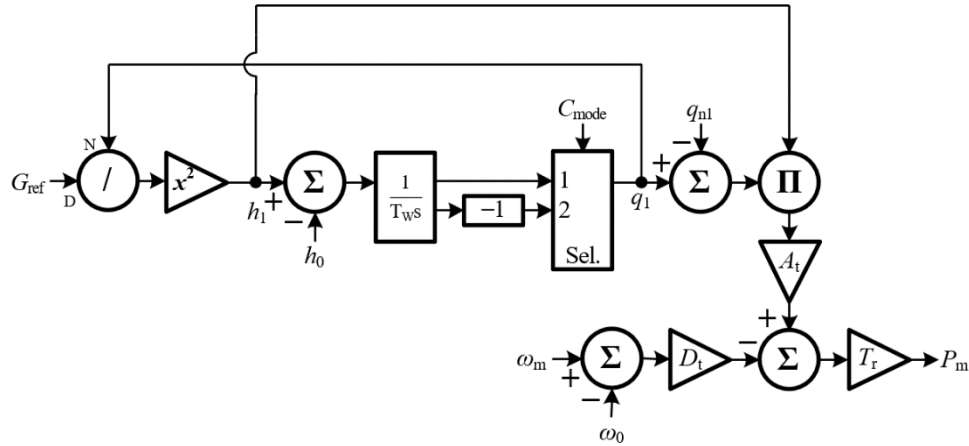 C_mode
q_n1
N
G_ref
D
/
x²
h_1
+
−
Σ
h_0
1
T_W s
−1
1
2
Sel.
q_1
+
−
Σ
Π
A_t
ω_m
+
−
Σ
ω_0
D_t
−
+
Σ
T_r
P_m